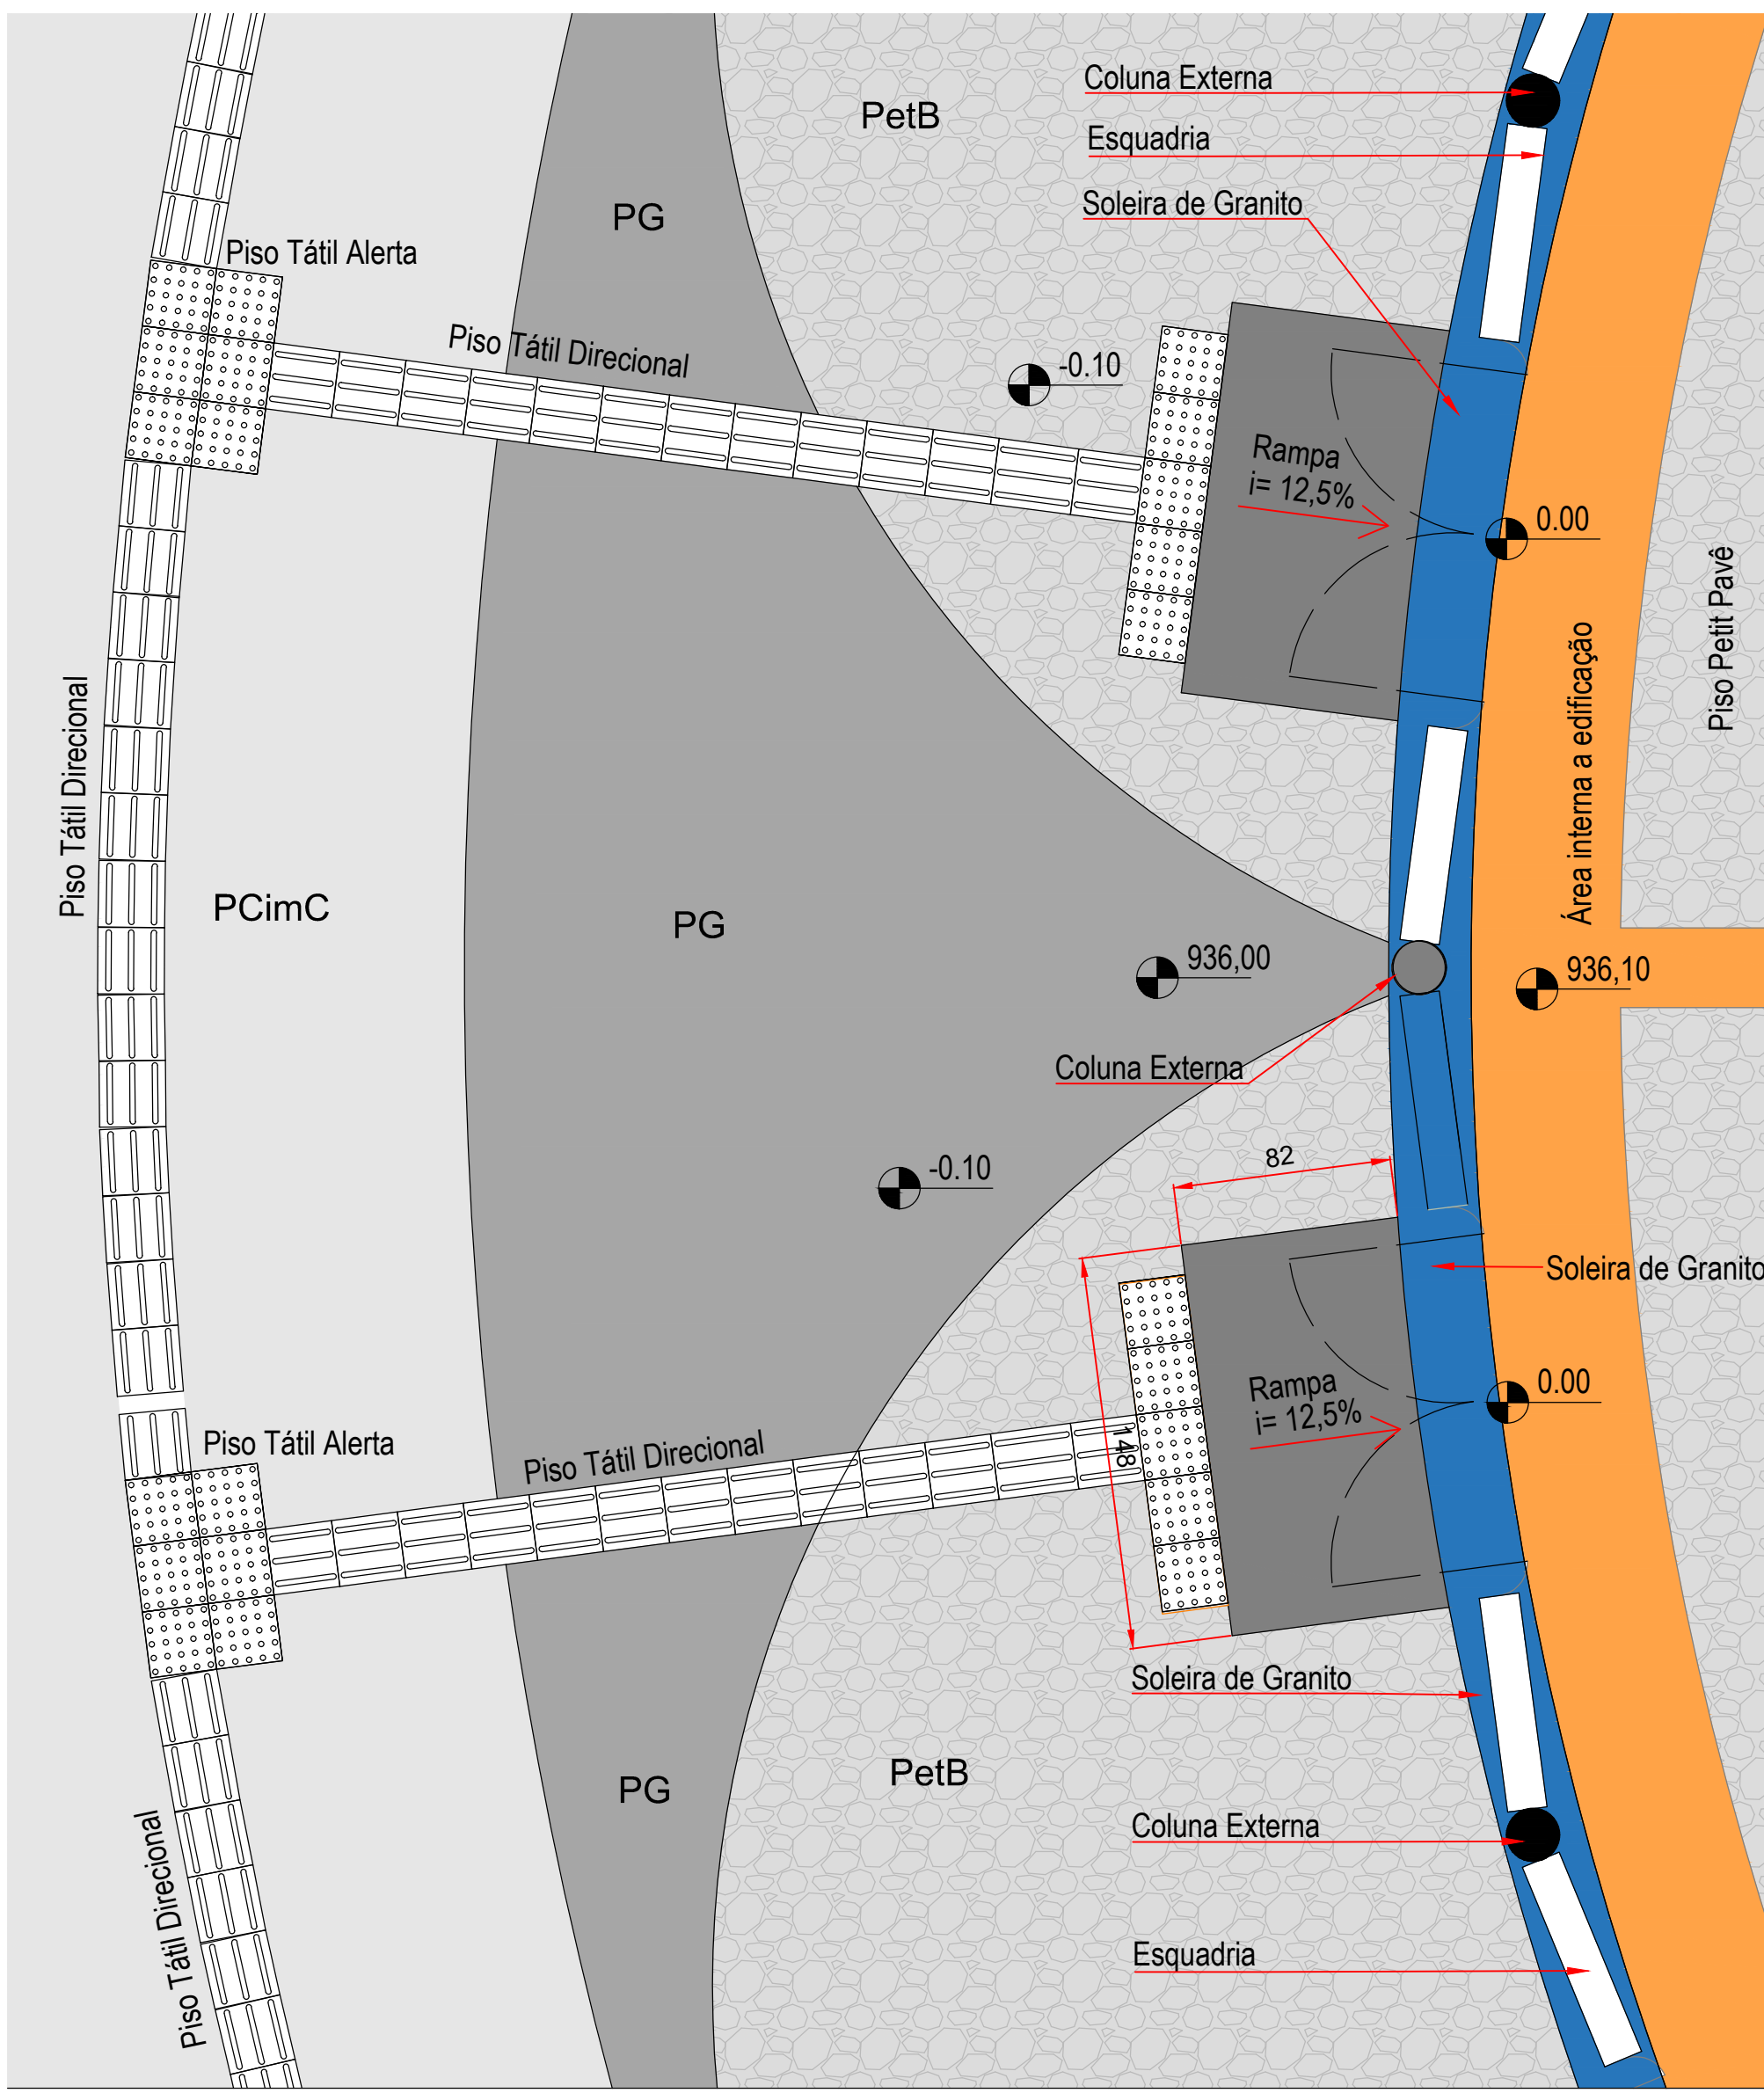 Coluna Externa
PetB
Esquadria
Soleira de Granito
PG
Piso Tátil Alerta
Piso Tátil Direcional
-0.10
Rampa
i= 12,5%
0.00
Piso Petit Pavê
Área interna a edificação
Piso Tátil Direcional
PCimC
PG
936,00
936,10
Coluna Externa
82
-0.10
Soleira de Granito
Rampa
i= 12,5%
0.00
148
Piso Tátil Alerta
Piso Tátil Direcional
Soleira de Granito
PetB
PG
Coluna Externa
Piso Tátil Direcional
Esquadria